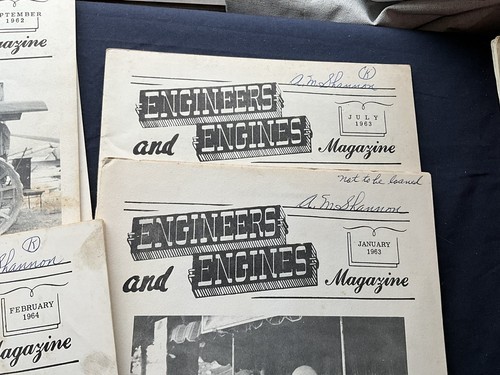 SEPTEMBER
1962
Magazine
A. M Shannon
K
ENGINEERS
and ENGINES
JULY
1963
Magazine
Not to be loaned
A. M Shannon
ENGINEERS
and ENGINES
JANUARY
1963
Magazine
K
Shannon
FEBRUARY
1964
Magazine